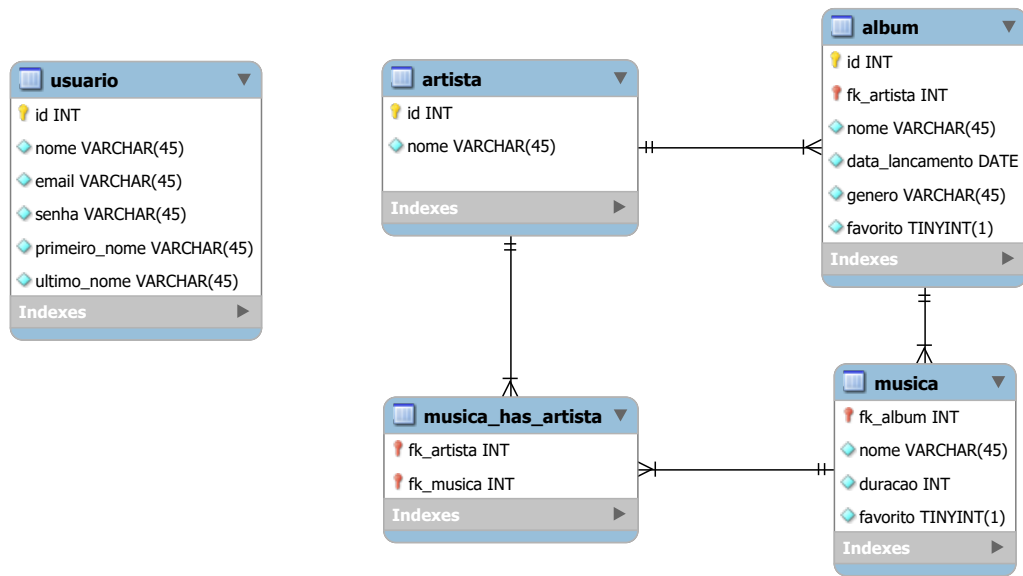 usuario
id INT
nome VARCHAR(45)
email VARCHAR(45)
senha VARCHAR(45)
primeiro_nome VARCHAR(45)
ultimo_nome VARCHAR(45)
Indexes
artista
id INT
nome VARCHAR(45)
Indexes
album
id INT
fk_artista INT
nome VARCHAR(45)
data_lancamento DATE
genero VARCHAR(45)
favorito TINYINT(1)
Indexes
musica_has_artista
fk_artista INT
fk_musica INT
Indexes
musica
fk_album INT
nome VARCHAR(45)
duracao INT
favorito TINYINT(1)
Indexes